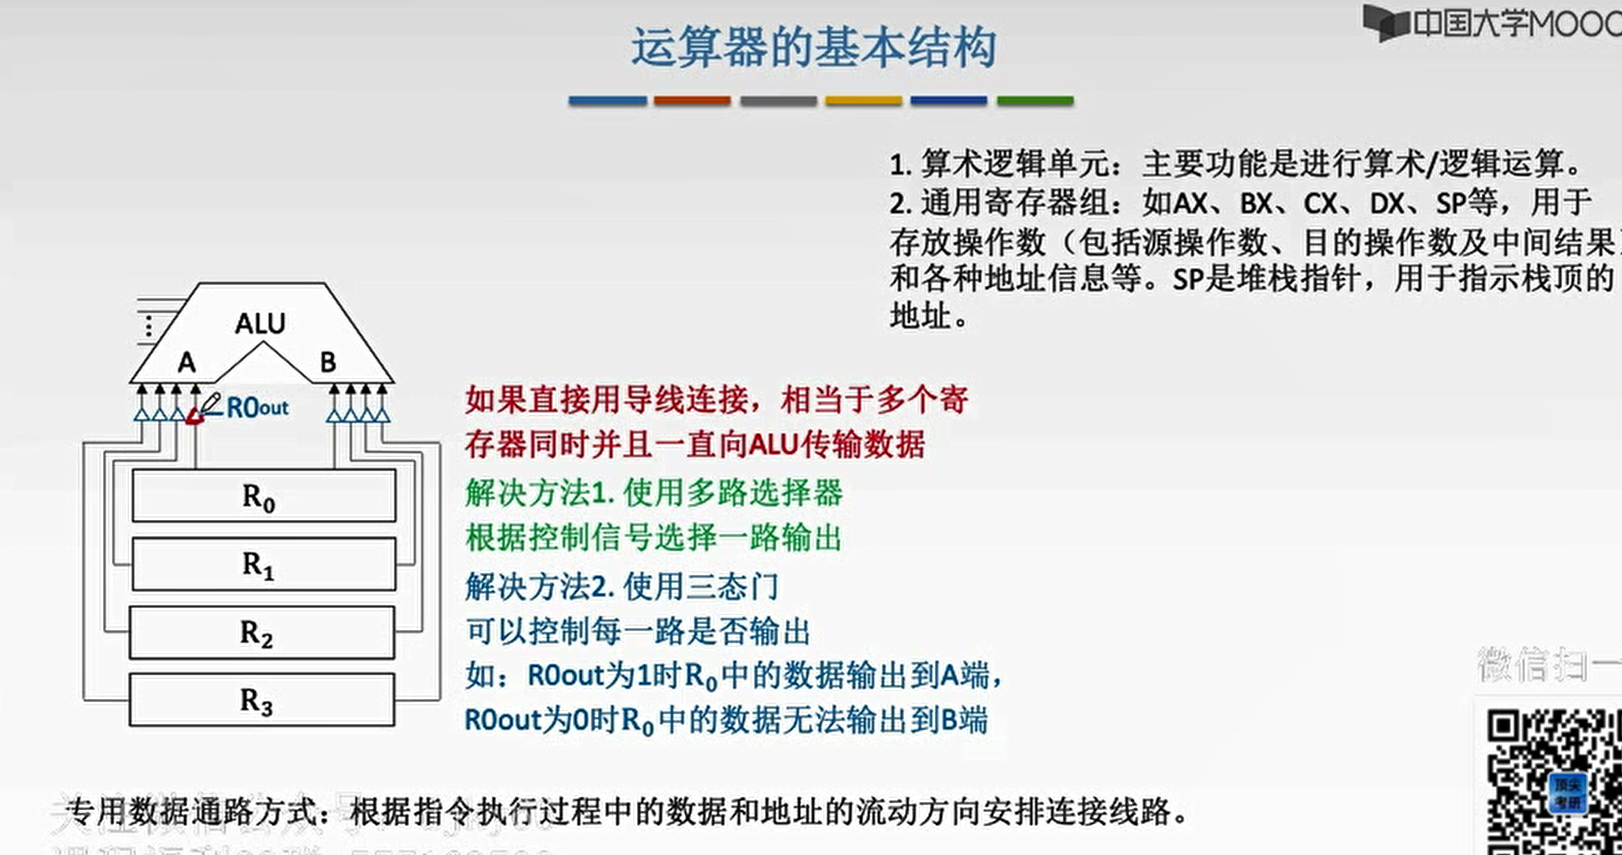 运算器的基本结构
中国大学MOOC
1. 算术逻辑单元：主要功能是进行算术/逻辑运算。
2. 通用寄存器组：如AX、BX、CX、DX、SP等，用于
存放操作数（包括源操作数、目的操作数及中间结果）
和各种地址信息等。SP是堆栈指针，用于指示栈顶的
地址。
ALU
A
B
R0out
R0
R1
R2
R3
如果直接用导线连接，相当于多个寄
存器同时并且一直向ALU传输数据
解决方法1. 使用多路选择器
根据控制信号选择一路输出
解决方法2. 使用三态门
可以控制每一路是否输出
如：R0out为1时R0中的数据输出到A端，
R0out为0时R0中的数据无法输出到B端
微信扫一
顶尖
考研
专用数据通路方式：根据指令执行过程中的数据和地址的流动方向安排连接线路。